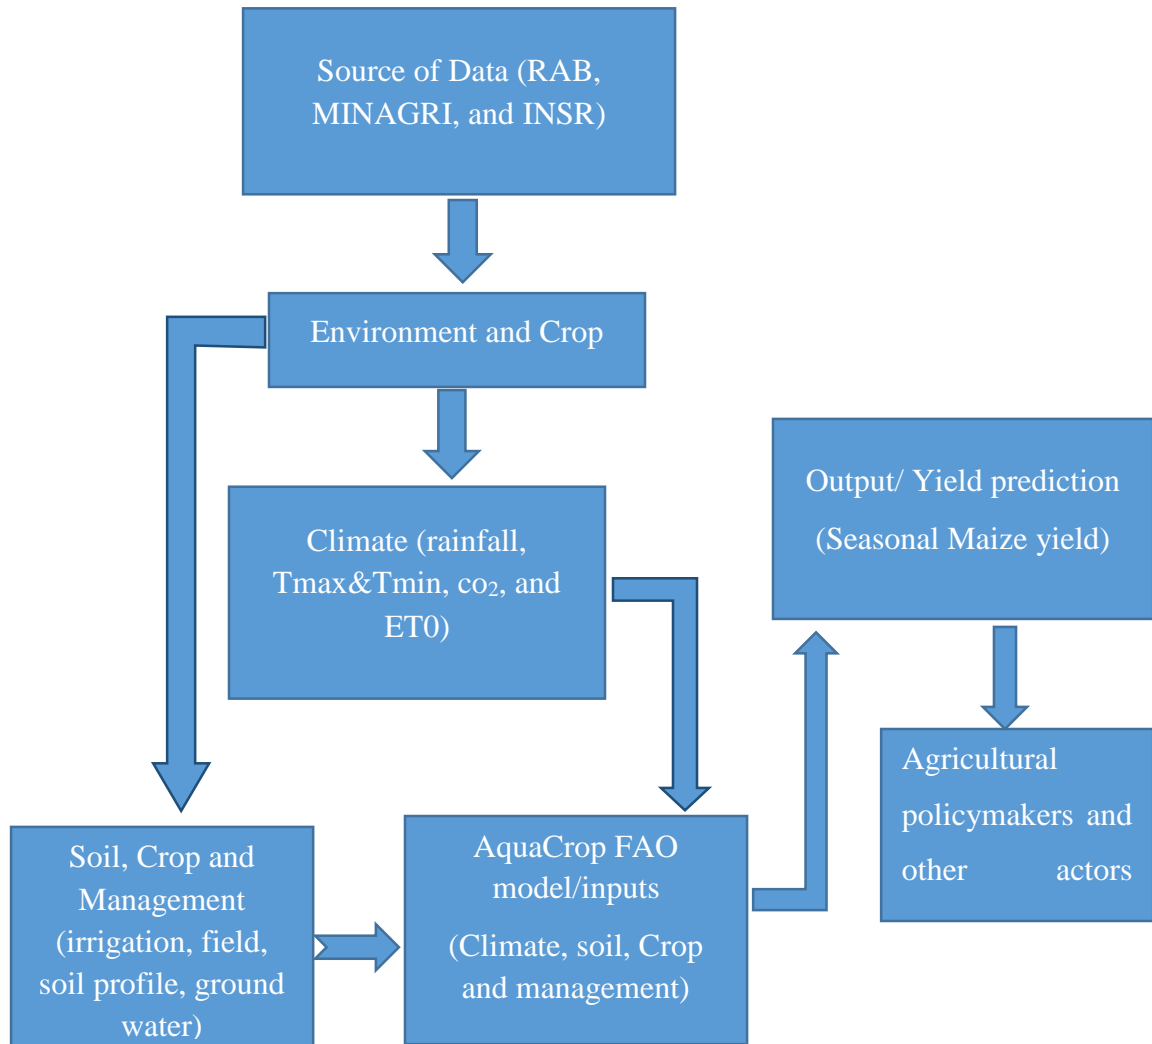 Source of Data (RAB,
MINAGRI, and INSR)
Environment and Crop
Climate (rainfall,
Tmax&Tmin, co₂, and
ET0)
Output/ Yield prediction
(Seasonal Maize yield)
Agricultural
policymakers and
other actors
Soil, Crop and
Management
(irrigation, field,
soil profile, ground
water)
AquaCrop FAO
model/inputs
(Climate, soil, Crop
and management)